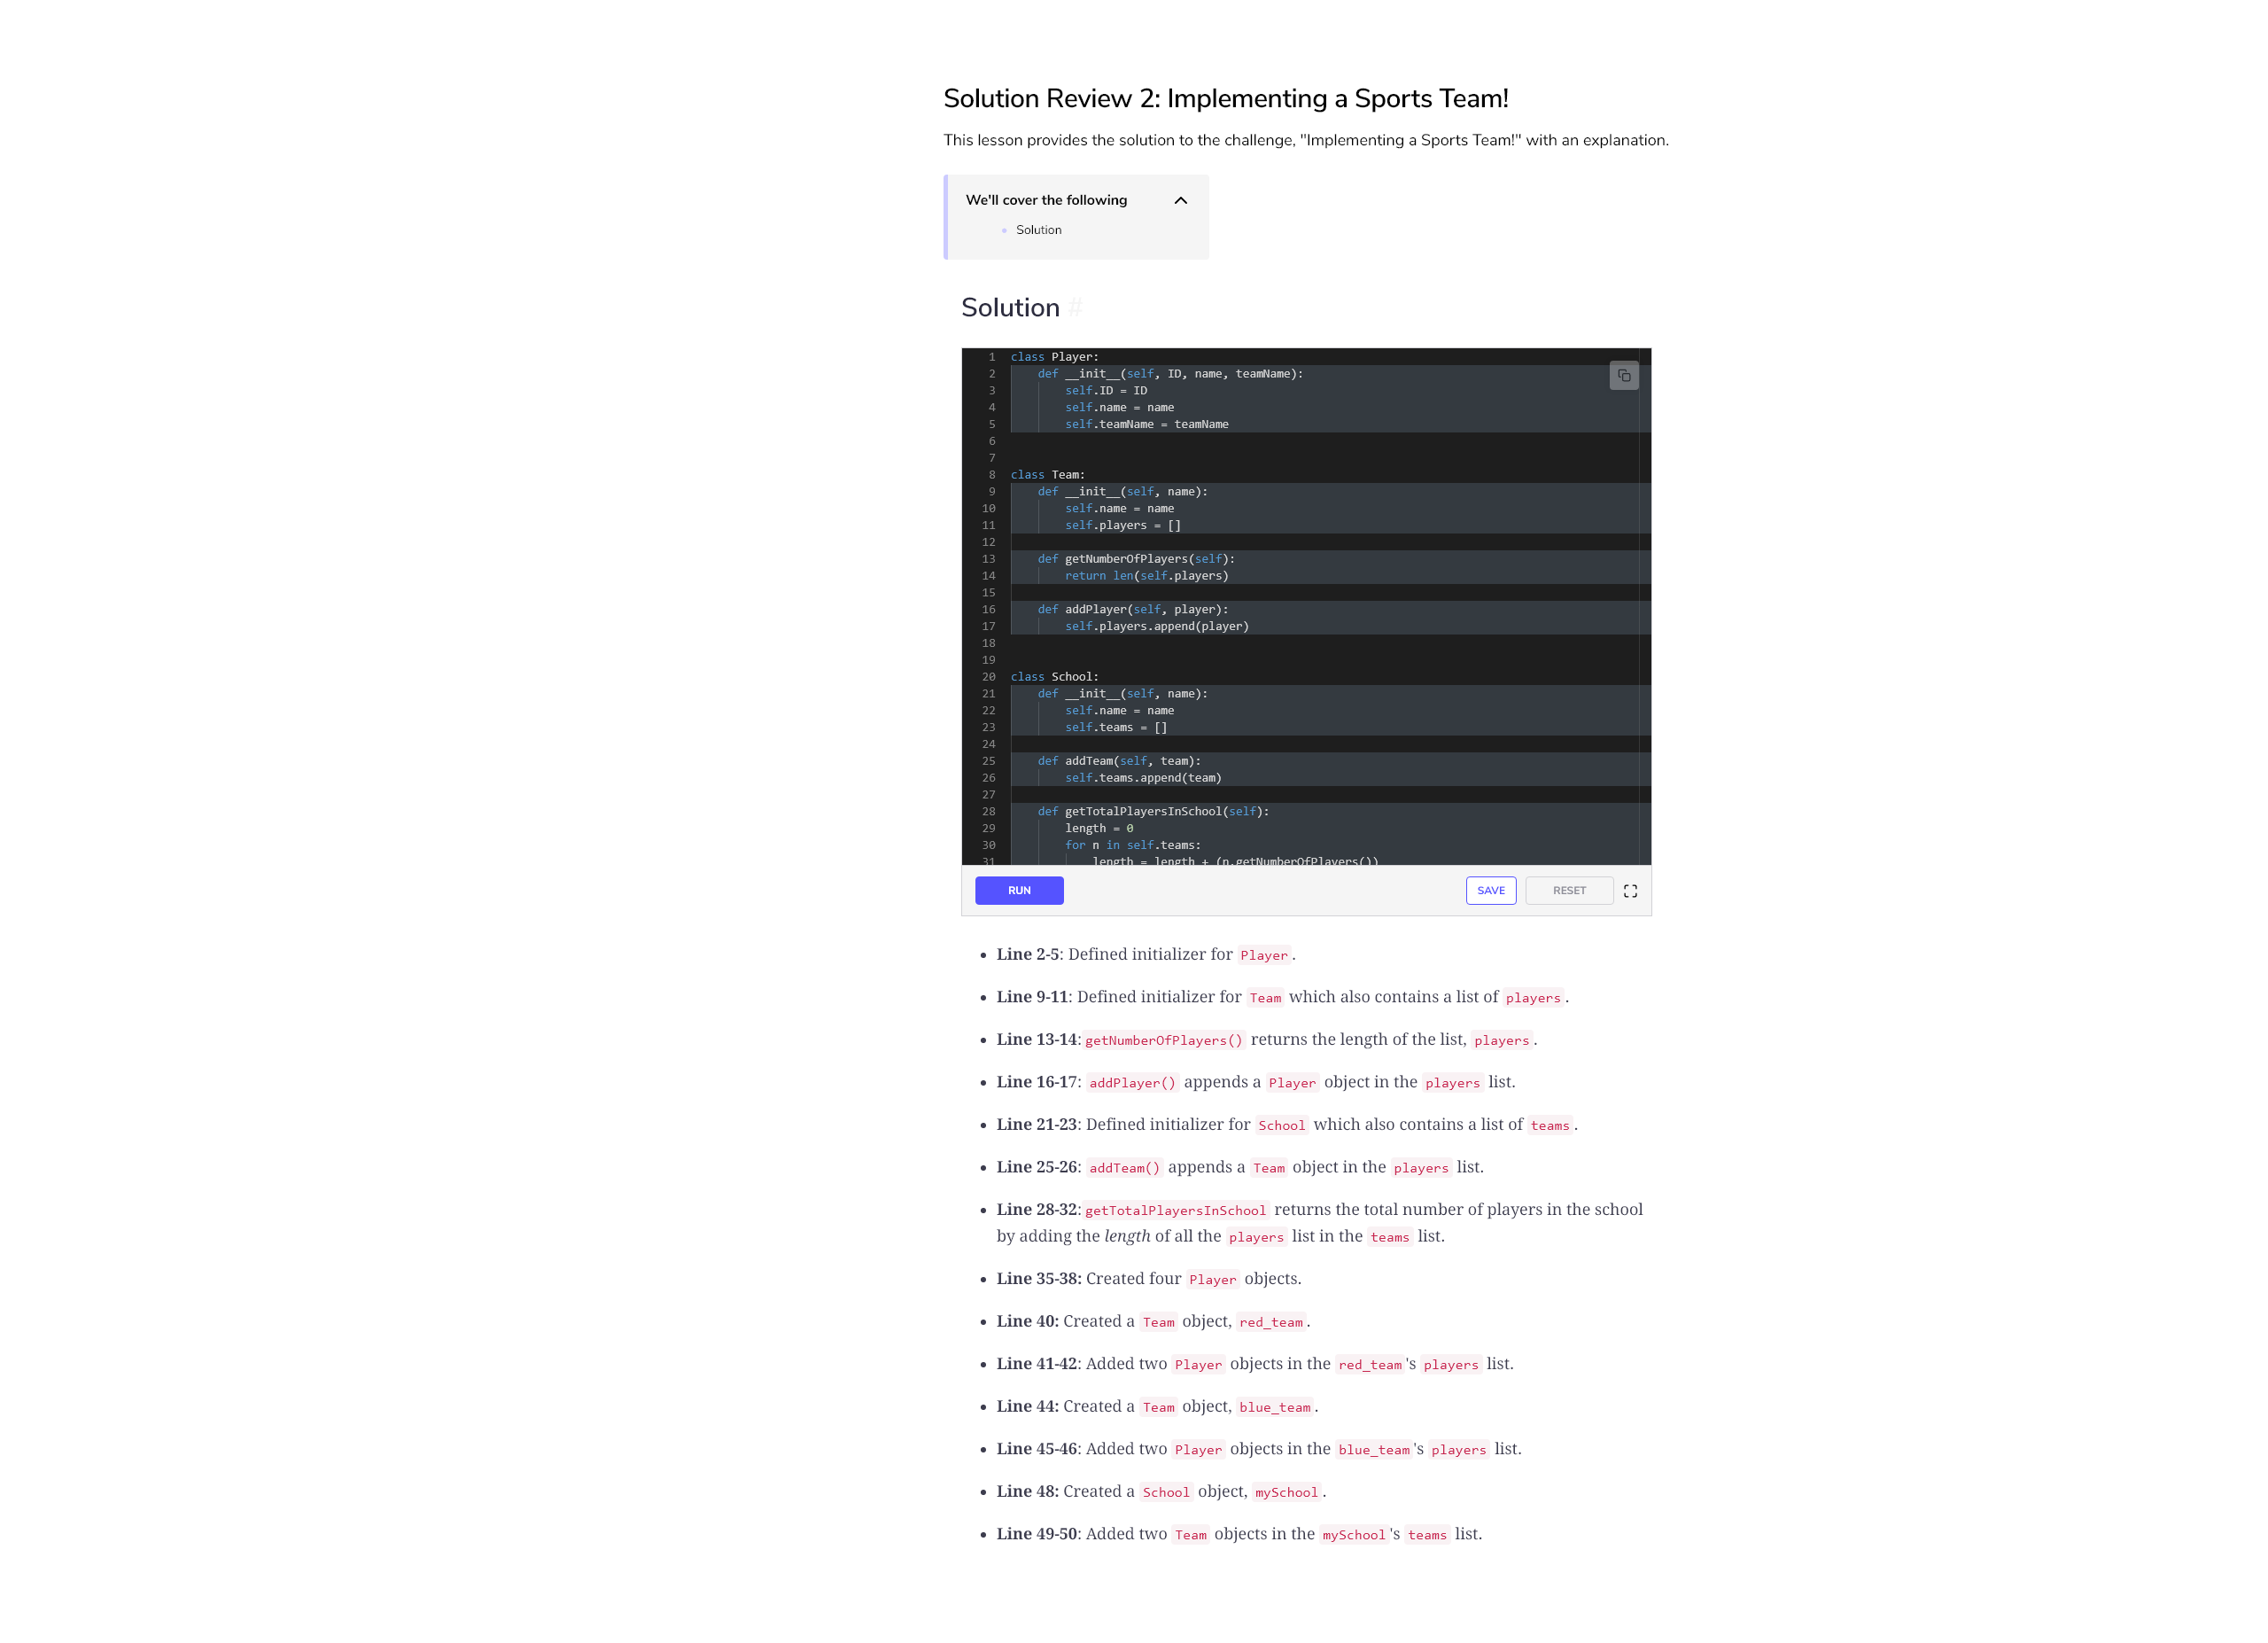 Solution Review 2: Implementing a Sports Team!
This lesson provides the solution to the challenge, "Implementing a Sports Team!" with an explanation.
We'll cover the following
Solution
Solution #
1 class Player:
2     def __init__(self, ID, name, teamName):
3         self.ID = ID
4         self.name = name
5         self.teamName = teamName
6
7
8 class Team:
9     def __init__(self, name):
10         self.name = name
11         self.players = []
12
13     def getNumberOfPlayers(self):
14         return len(self.players)
15
16     def addPlayer(self, player):
17         self.players.append(player)
18
19
20 class School:
21     def __init__(self, name):
22         self.name = name
23         self.teams = []
24
25     def addTeam(self, team):
26         self.teams.append(team)
27
28     def getTotalPlayersInSchool(self):
29         length = 0
30         for n in self.teams:
31             length = length + (n.getNumberOfPlayers())
RUN SAVE RESET
• Line 2-5: Defined initializer for Player.
• Line 9-11: Defined initializer for Team which also contains a list of players.
• Line 13-14:getNumberOfPlayers() returns the length of the list, players.
• Line 16-17: addPlayer() appends a Player object in the players list.
• Line 21-23: Defined initializer for School which also contains a list of teams.
• Line 25-26: addTeam() appends a Team object in the players list.
• Line 28-32:getTotalPlayersInSchool returns the total number of players in the school
by adding the length of all the players list in the teams list.
• Line 35-38: Created four Player objects.
• Line 40: Created a Team object, red_team.
• Line 41-42: Added two Player objects in the red_team's players list.
• Line 44: Created a Team object, blue_team.
• Line 45-46: Added two Player objects in the blue_team's players list.
• Line 48: Created a School object, mySchool.
• Line 49-50: Added two Team objects in the mySchool's teams list.